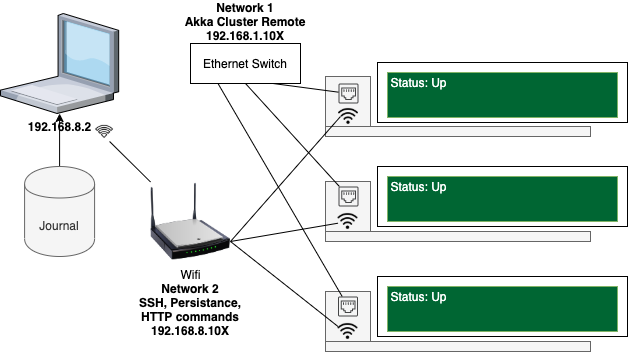 Network 1
Akka Cluster Remote
192.168.1.10X
Ethernet Switch
Status: Up
192.168.8.2
Journal
Status: Up
Wifi
Network 2
SSH, Persistance,
HTTP commands
192.168.8.10X
Status: Up